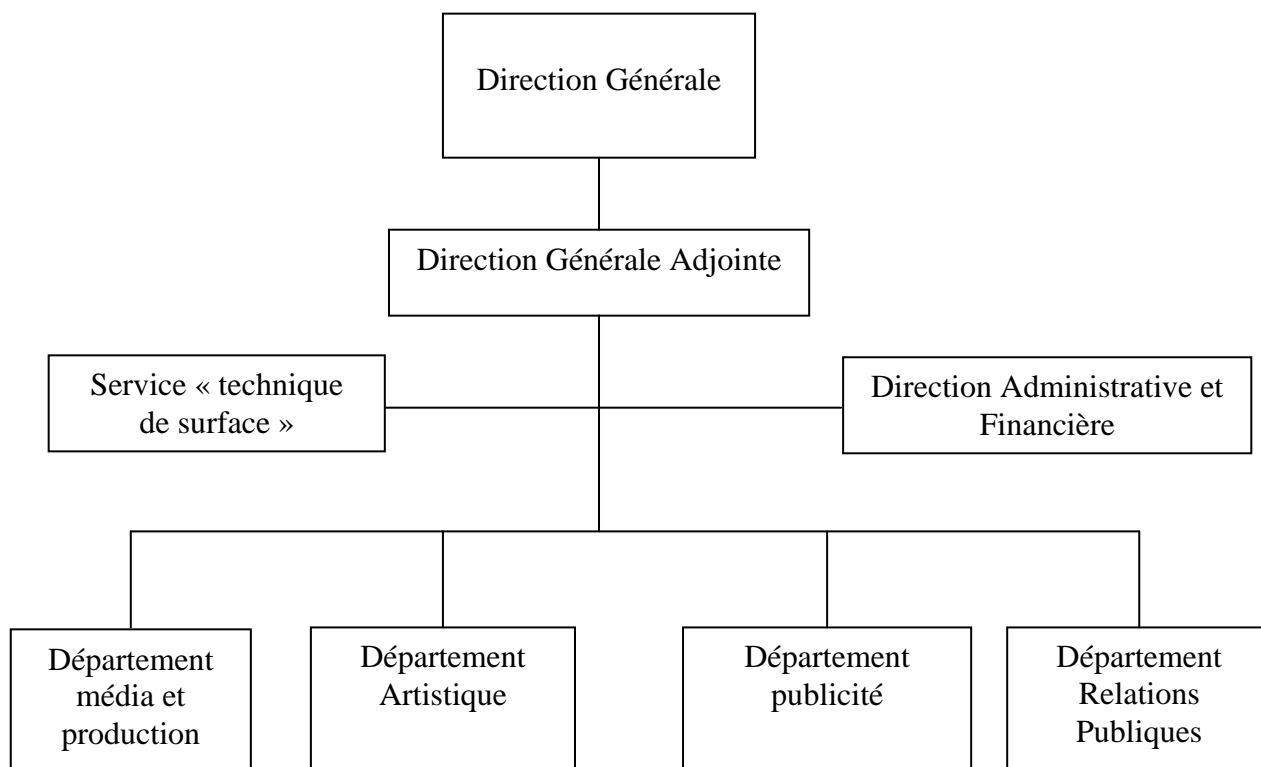 Direction Générale
Direction Générale Adjointe
Service « technique
de surface »
Direction Administrative et
Financière
Département
média et
production
Département
Artistique
Département
publicité
Département
Relations
Publiques